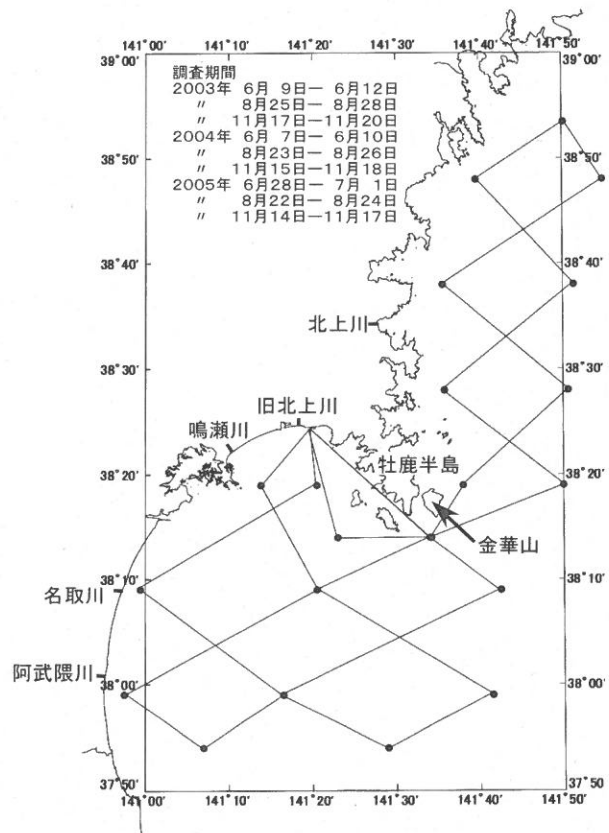 141°00' 141°10' 141°20' 141°30' 141°40' 141°50'
39°00' 39°00'
調査期間
2003年 6月 9日― 6月12日
〃 8月25日― 8月28日
〃 11月17日―11月20日
2004年 6月 7日― 6月10日
〃 8月23日― 8月26日
〃 11月15日―11月18日
2005年 6月28日― 7月 1日
〃 8月22日― 8月24日
〃 11月14日―11月17日
38°50' 38°50'
38°40' 38°40'
北上川
38°30' 38°30'
旧北上川
鳴瀬川
牡鹿半島
38°20' 38°20'
金華山
38°10' 38°10'
名取川
阿武隈川
38°00' 38°00'
37°50' 37°50'
141°00' 141°10' 141°20' 141°30' 141°40' 141°50'